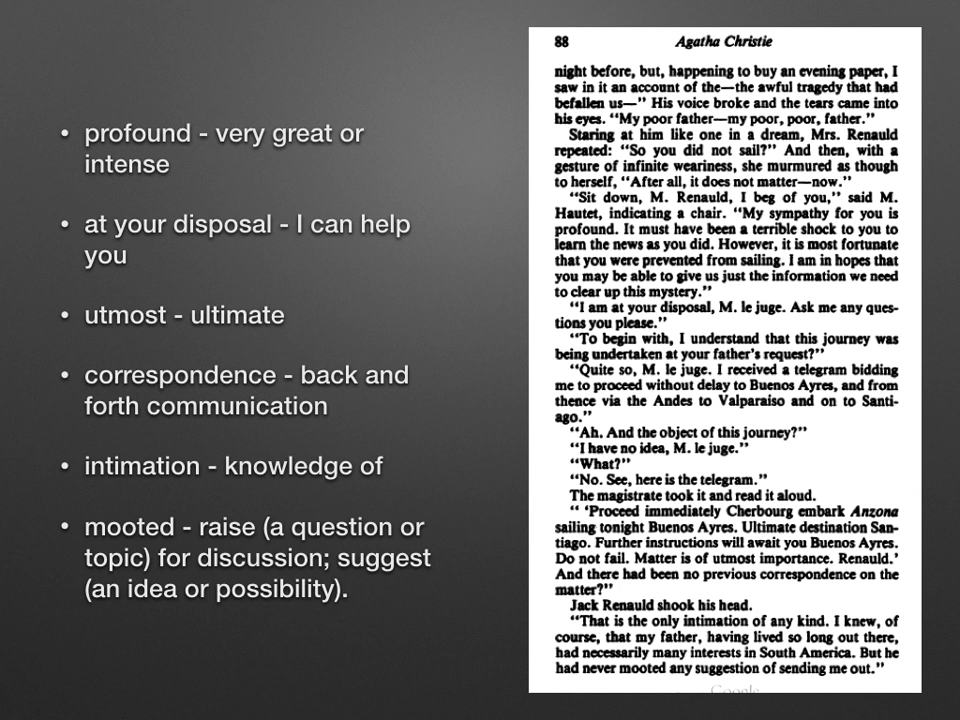 • profound - very great or
intense
• at your disposal - I can help
you
• utmost - ultimate
• correspondence - back and
forth communication
• intimation - knowledge of
• mooted - raise (a question or
topic) for discussion; suggest
(an idea or possibility).
88 Agatha Christie
night before, but, happening to buy an evening paper, I
saw in it an account of the—the awful tragedy that had
befallen us—” His voice broke and the tears came into
his eyes. “My poor father—my poor, poor, father.”
Staring at him like one in a dream, Mrs. Renauld
repeated: “So you did not sail?” And then, with a
gesture of infinite weariness, she murmured as though
to herself, “After all, it does not matter—now.”
“Sit down, M. Renauld, I beg of you,” said M.
Hautet, indicating a chair. “My sympathy for you is
profound. It must have been a terrible shock to you to
learn the news as you did. However, it is most fortunate
that you were prevented from sailing. I am in hopes that
you may be able to give us just the information we need
to clear up this mystery.”
“I am at your disposal, M. le juge. Ask me any ques-
tions you please.”
“To begin with, I understand that this journey was
being undertaken at your father’s request?”
“Quite so, M. le juge. I received a telegram bidding
me to proceed without delay to Buenos Ayres, and from
thence via the Andes to Valparaiso and on to Santi-
ago.”
“Ah. And the object of this journey?”
“I have no idea, M. le juge.”
“What?”
“No. See, here is the telegram.”
The magistrate took it and read it aloud.
“ ‘Proceed immediately Cherbourg embark Anzona
sailing tonight Buenos Ayres. Ultimate destination San-
tiago. Further instructions will await you Buenos Ayres.
Do not fail. Matter is of utmost importance. Renauld.’
And there had been no previous correspondence on the
matter?”
Jack Renauld shook his head.
“That is the only intimation of any kind. I knew, of
course, that my father, having lived so long out there,
had necessarily many interests in South America. But he
had never mooted any suggestion of sending me out.”
Google